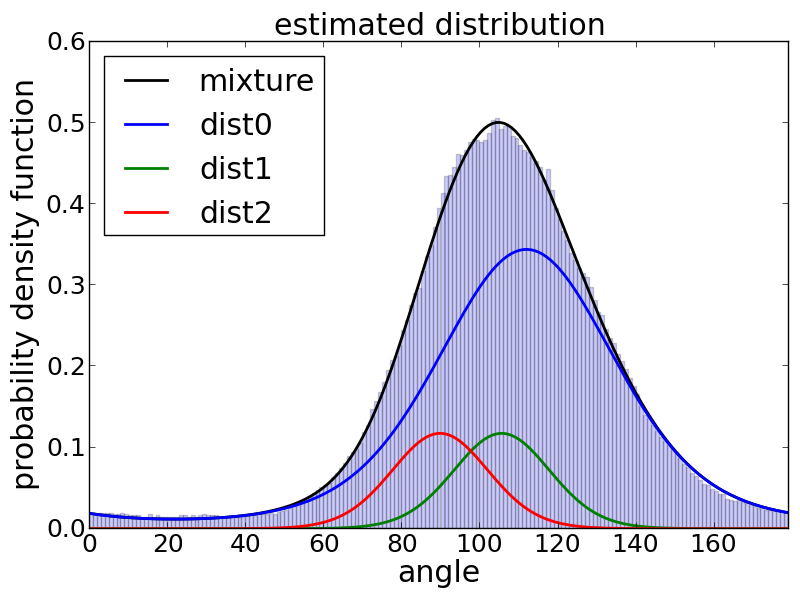 estimated distribution
probability density function
0.6
0.5
0.4
0.3
0.2
0.1
0.0
mixture
dist0
dist1
dist2
0 20 40 60 80 100 120 140 160
angle